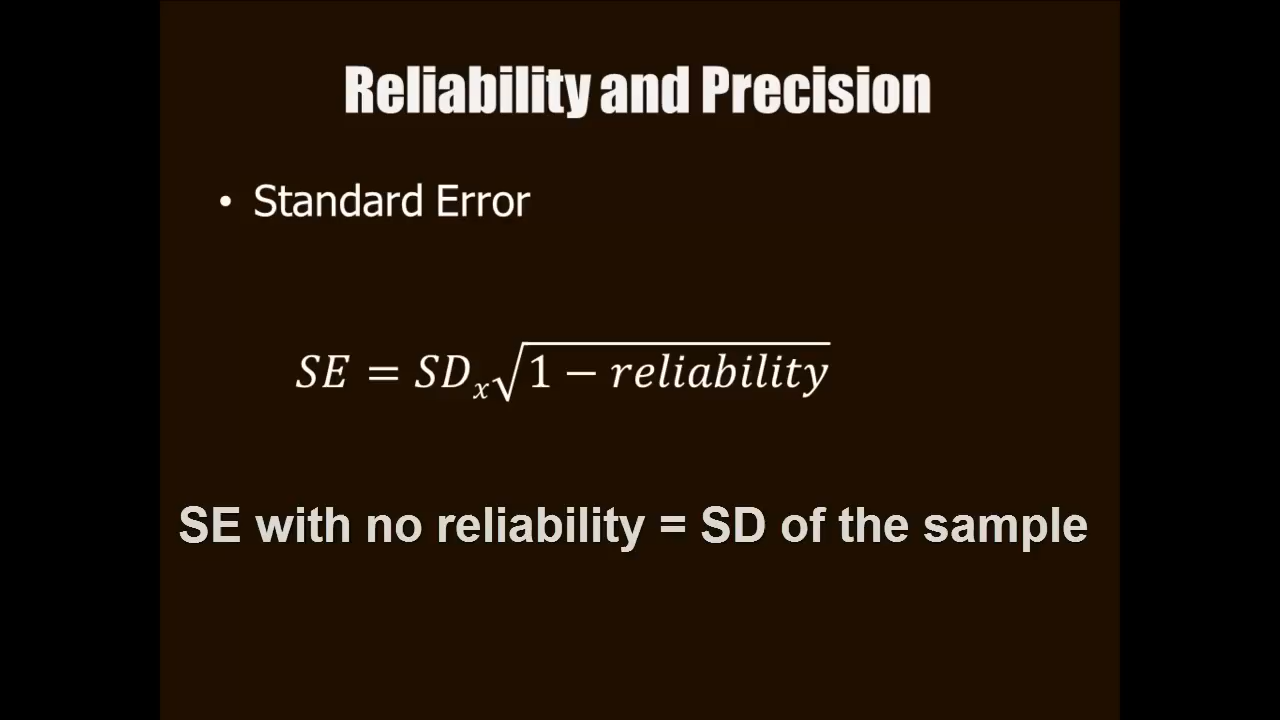 Reliability and Precision
• Standard Error
SE = SDₓ√1 − reliability
SE with no reliability = SD of the sample